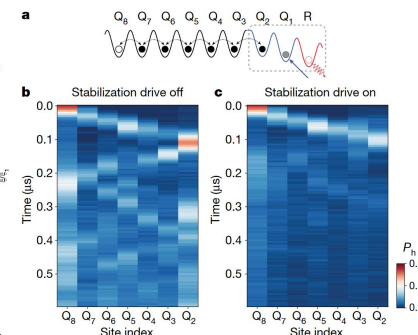 a
Q8 Q7 Q6 Q5 Q4 Q3 Q2 Q1 R
b Stabilization drive off
c Stabilization drive on
0.0
0.1
0.2
0.3
0.4
0.5
Time (μs)
Q8 Q7 Q6 Q5 Q4 Q3 Q2
Site index
0.0
0.1
0.2
0.3
0.4
0.5
Time (μs)
Q8 Q7 Q6 Q5 Q4 Q3 Q2
Site index
Ph